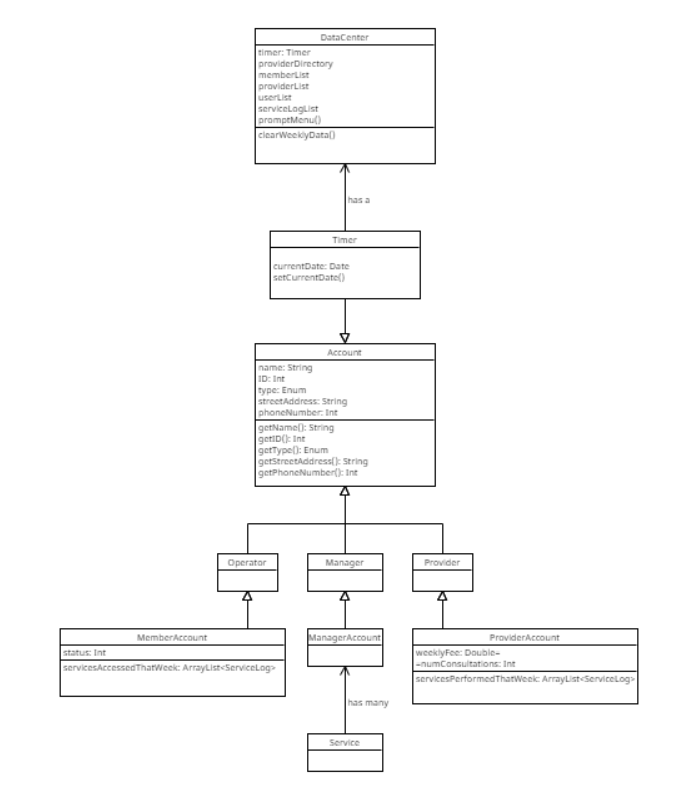 DataCenter
timer: Timer
providerDirectory
memberList
providerList
userList
serviceLogList
promptMenu()
clearWeeklyData()
has a
Timer
currentDate: Date
setCurrentDate()
Account
name: String
ID: Int
type: Enum
streetAddress: String
phoneNumber: Int
getName(): String
getID(): Int
getType(): Enum
getStreetAddress(): String
getPhoneNumber(): Int
Operator
Manager
Provider
MemberAccount
status: Int
servicesAccessedThatWeek: ArrayList<ServiceLog>
ManagerAccount
ProviderAccount
weeklyFee: Double=
=numConsultations: Int
servicesPerformedThatWeek: ArrayList<ServiceLog>
has many
Service